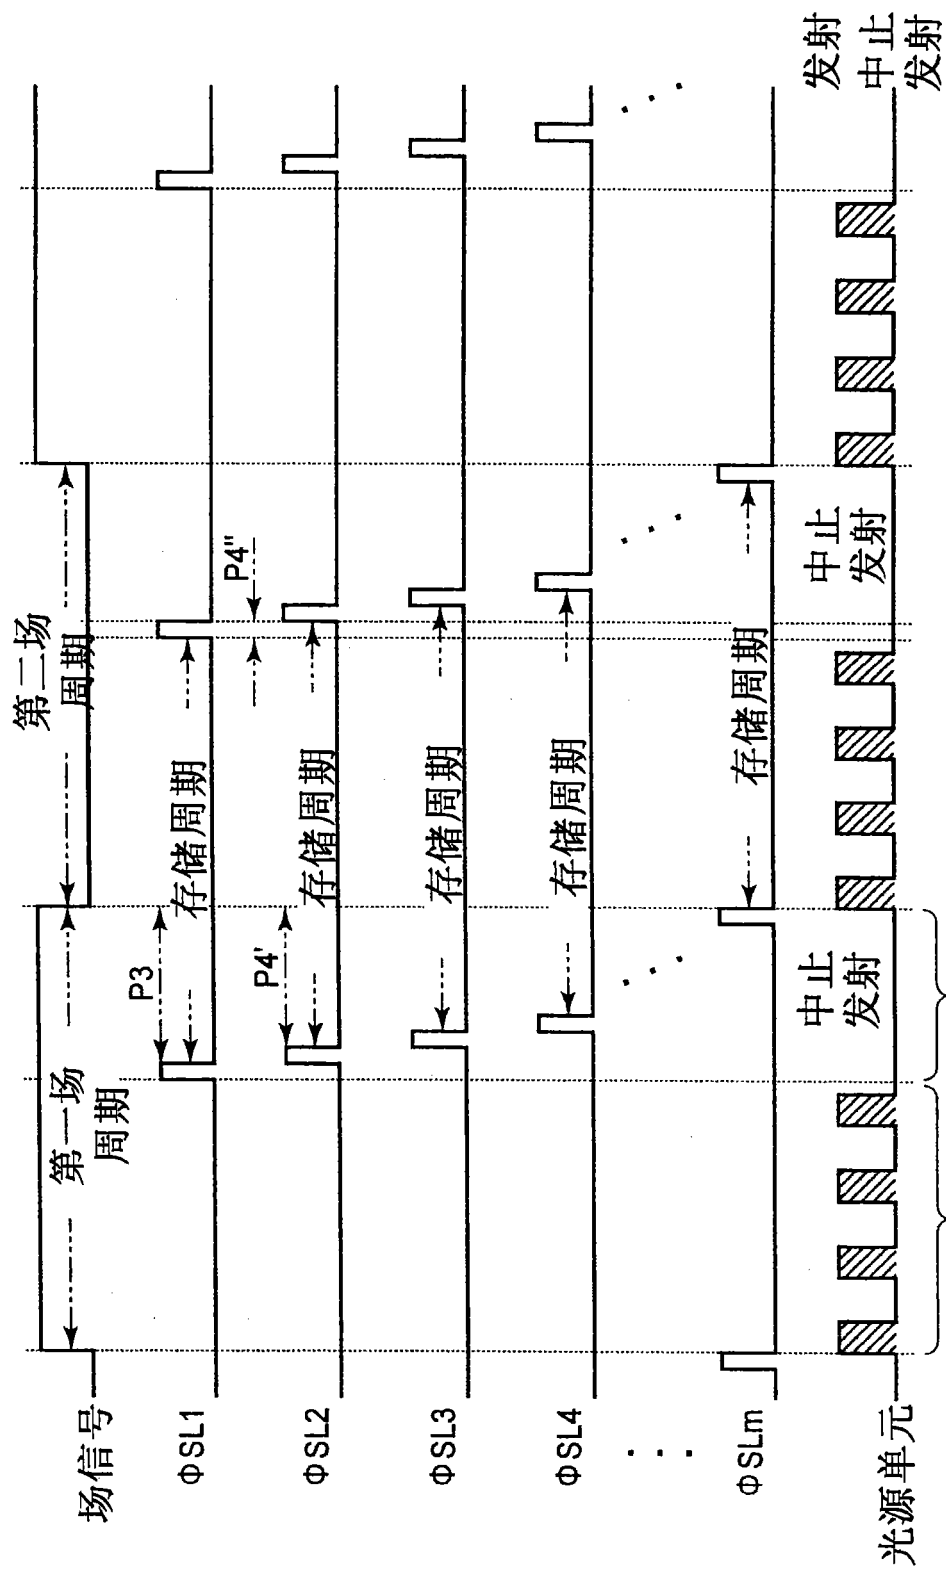 场信号
第一场
周期
第二场
周期
ΦSL1
P3
存储周期
P4"
ΦSL2
P4'
存储周期
ΦSL3
存储周期
ΦSL4
存储周期
ΦSLm
存储周期
光源单元
中止
发射
中止
发射
发射
中止
发射